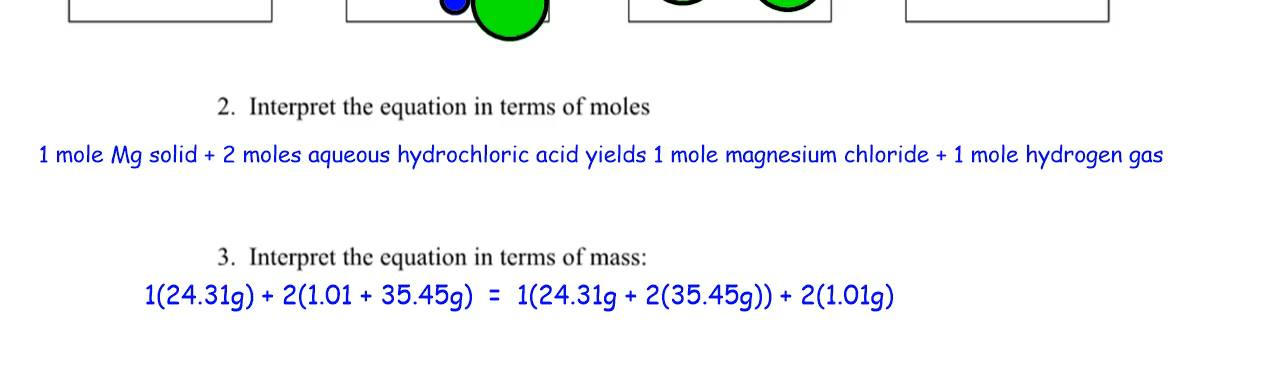 2. Interpret the equation in terms of moles
1 mole Mg solid + 2 moles aqueous hydrochloric acid yields 1 mole magnesium chloride + 1 mole hydrogen gas
3. Interpret the equation in terms of mass:
1(24.31g) + 2(1.01 + 35.45g) = 1(24.31g + 2(35.45g)) + 2(1.01g)